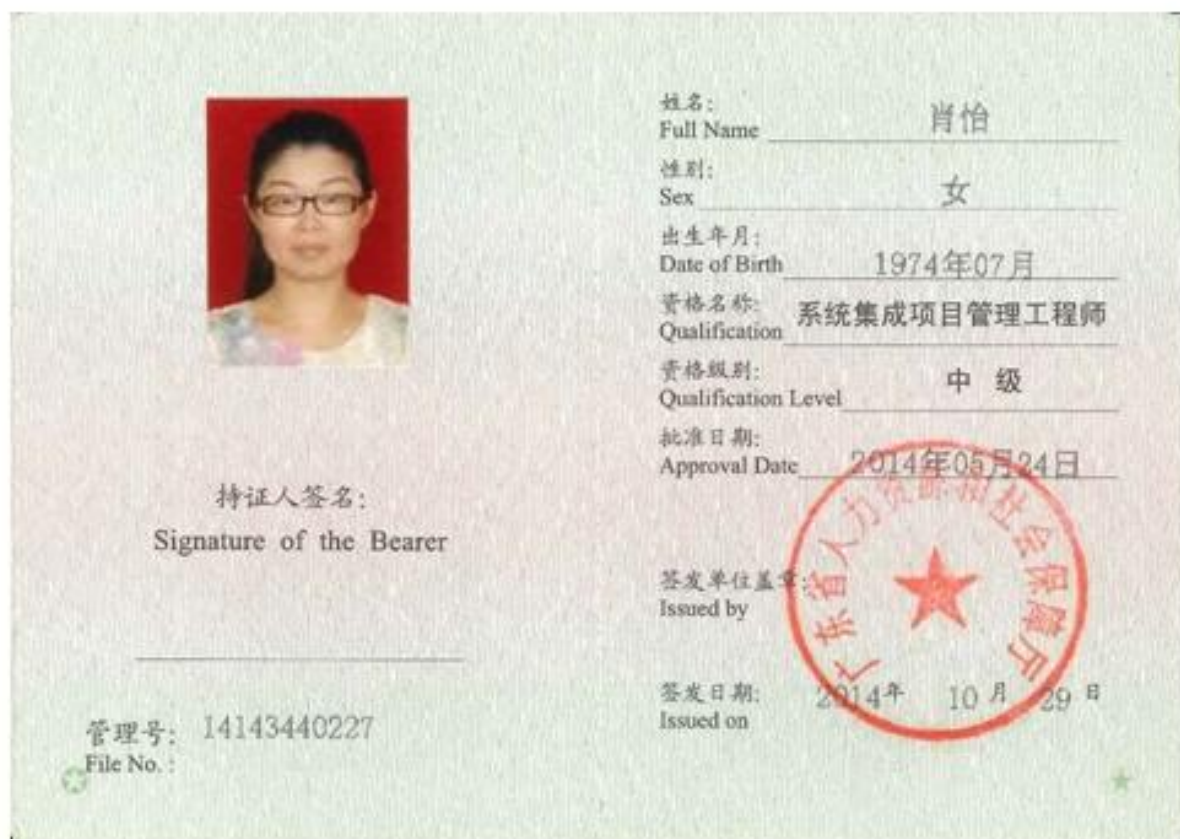 持证人签名:
Signature of the Bearer
管理号: 14143440227
File No. :
姓名:
Full Name 肖怡
性别:
Sex 女
出生年月:
Date of Birth 1974年07月
资格名称:
Qualification 系统集成项目管理工程师
资格级别:
Qualification Level 中 级
批准日期:
Approval Date 2014年05月24日
广东省人力资源和社会保障厅
签发单位盖章:
Issued by
签发日期: 2014年 10月 29日
Issued on